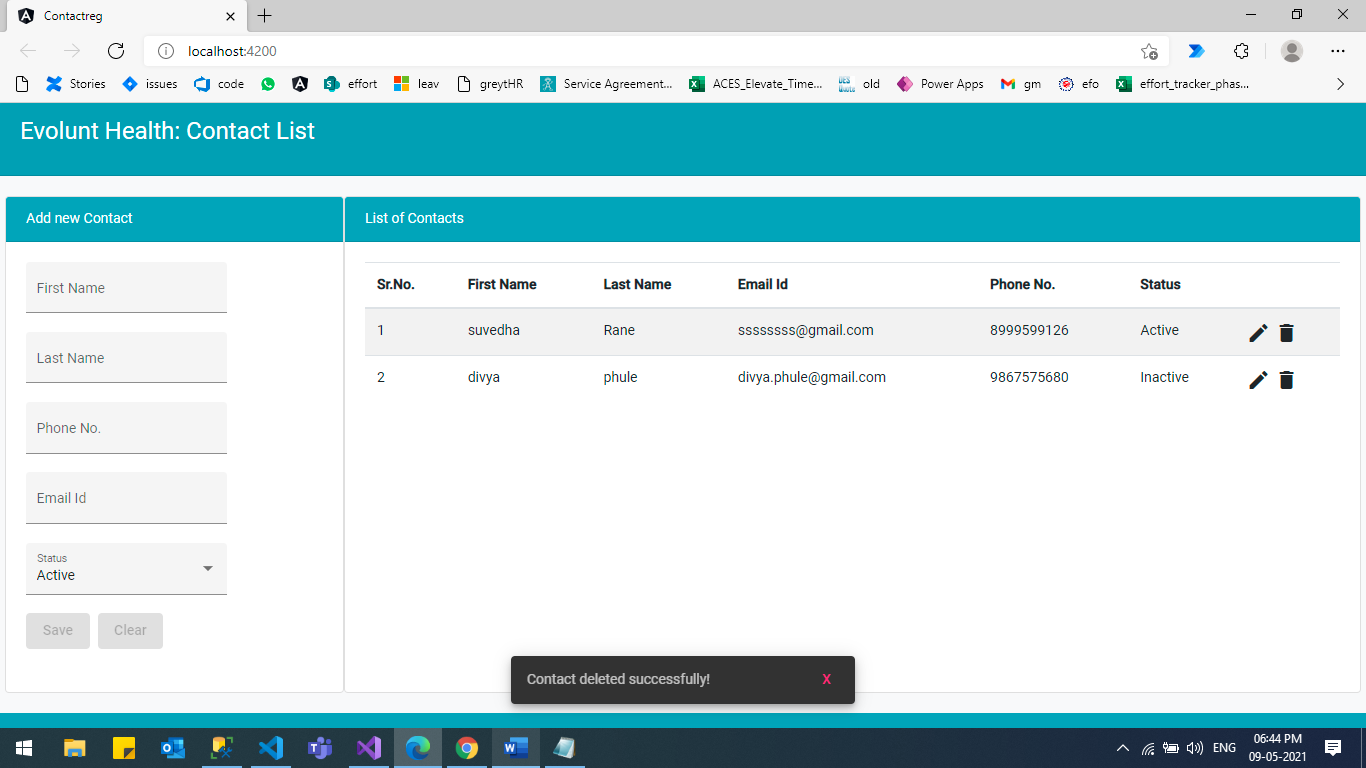 Contactreg
localhost:4200
Stories issues code effort leav greytHR Service Agreement... ACES_Elevate_Time... old Power Apps gm efo effort_tracker_phas...
Evolunt Health: Contact List
Add new Contact
First Name
Last Name
Phone No.
Email Id
Status
Active
Save Clear
List of Contacts
Sr.No. First Name Last Name Email Id Phone No. Status
1 suvedha Rane ssssssss@gmail.com 8999599126 Active
2 divya phule divya.phule@gmail.com 9867575680 Inactive
Contact deleted successfully! X
ENG
06:44 PM
09-05-2021